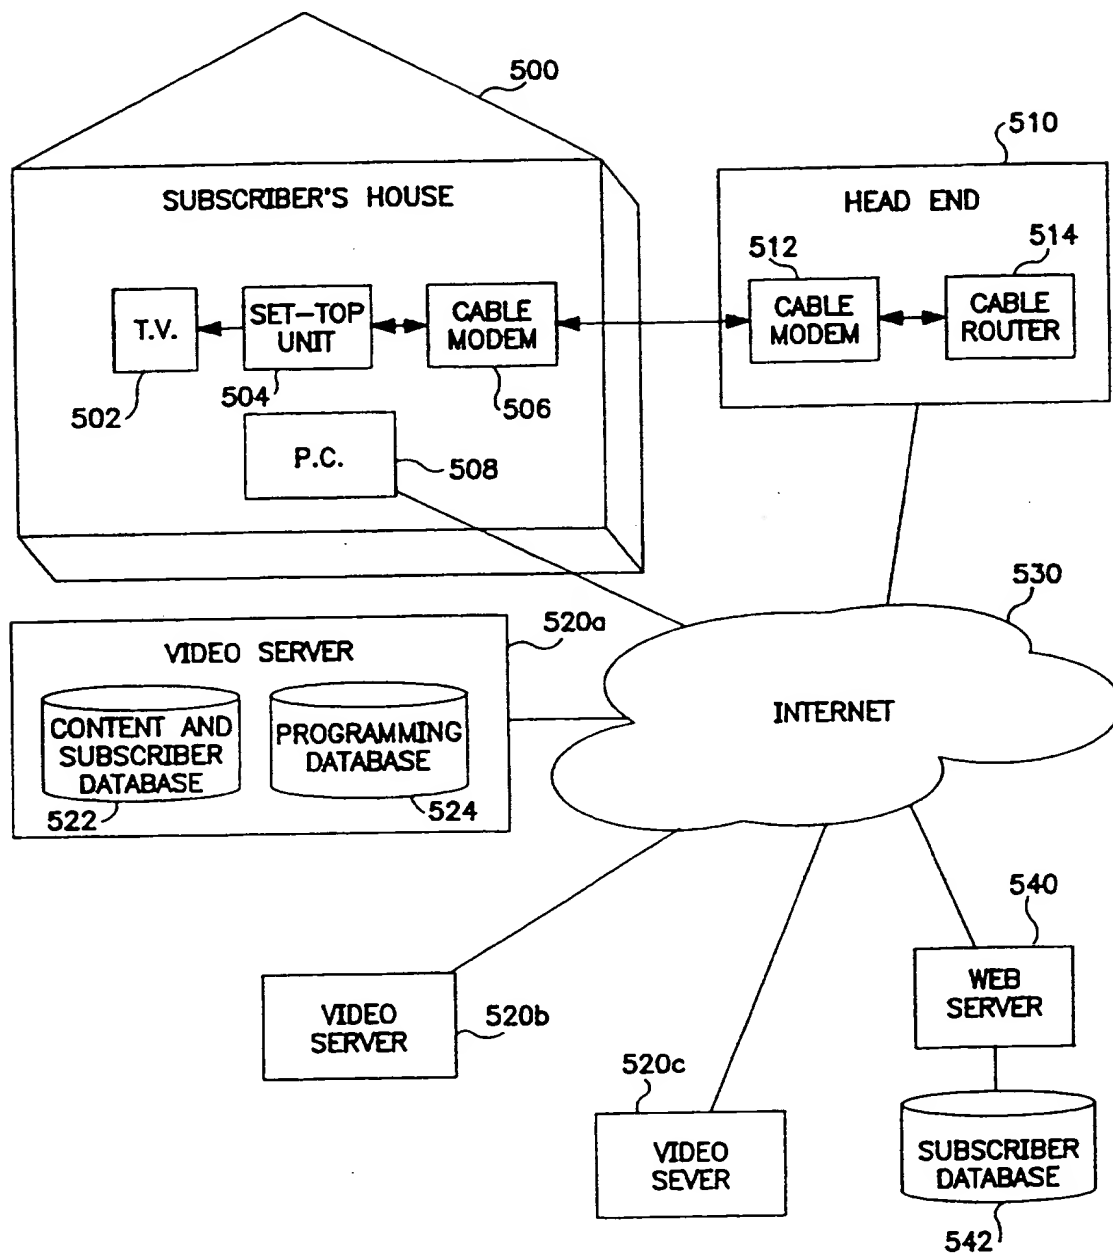 500
510
SUBSCRIBER'S HOUSE
HEAD END
512
514
T.V.
SET-TOP
UNIT
CABLE
MODEM
CABLE
MODEM
CABLE
ROUTER
502
504
506
P.C.
508
530
520a
VIDEO SERVER
CONTENT AND
SUBSCRIBER
DATABASE
PROGRAMMING
DATABASE
522
524
INTERNET
540
VIDEO
SERVER
520b
WEB
SERVER
520c
VIDEO
SEVER
SUBSCRIBER
DATABASE
542